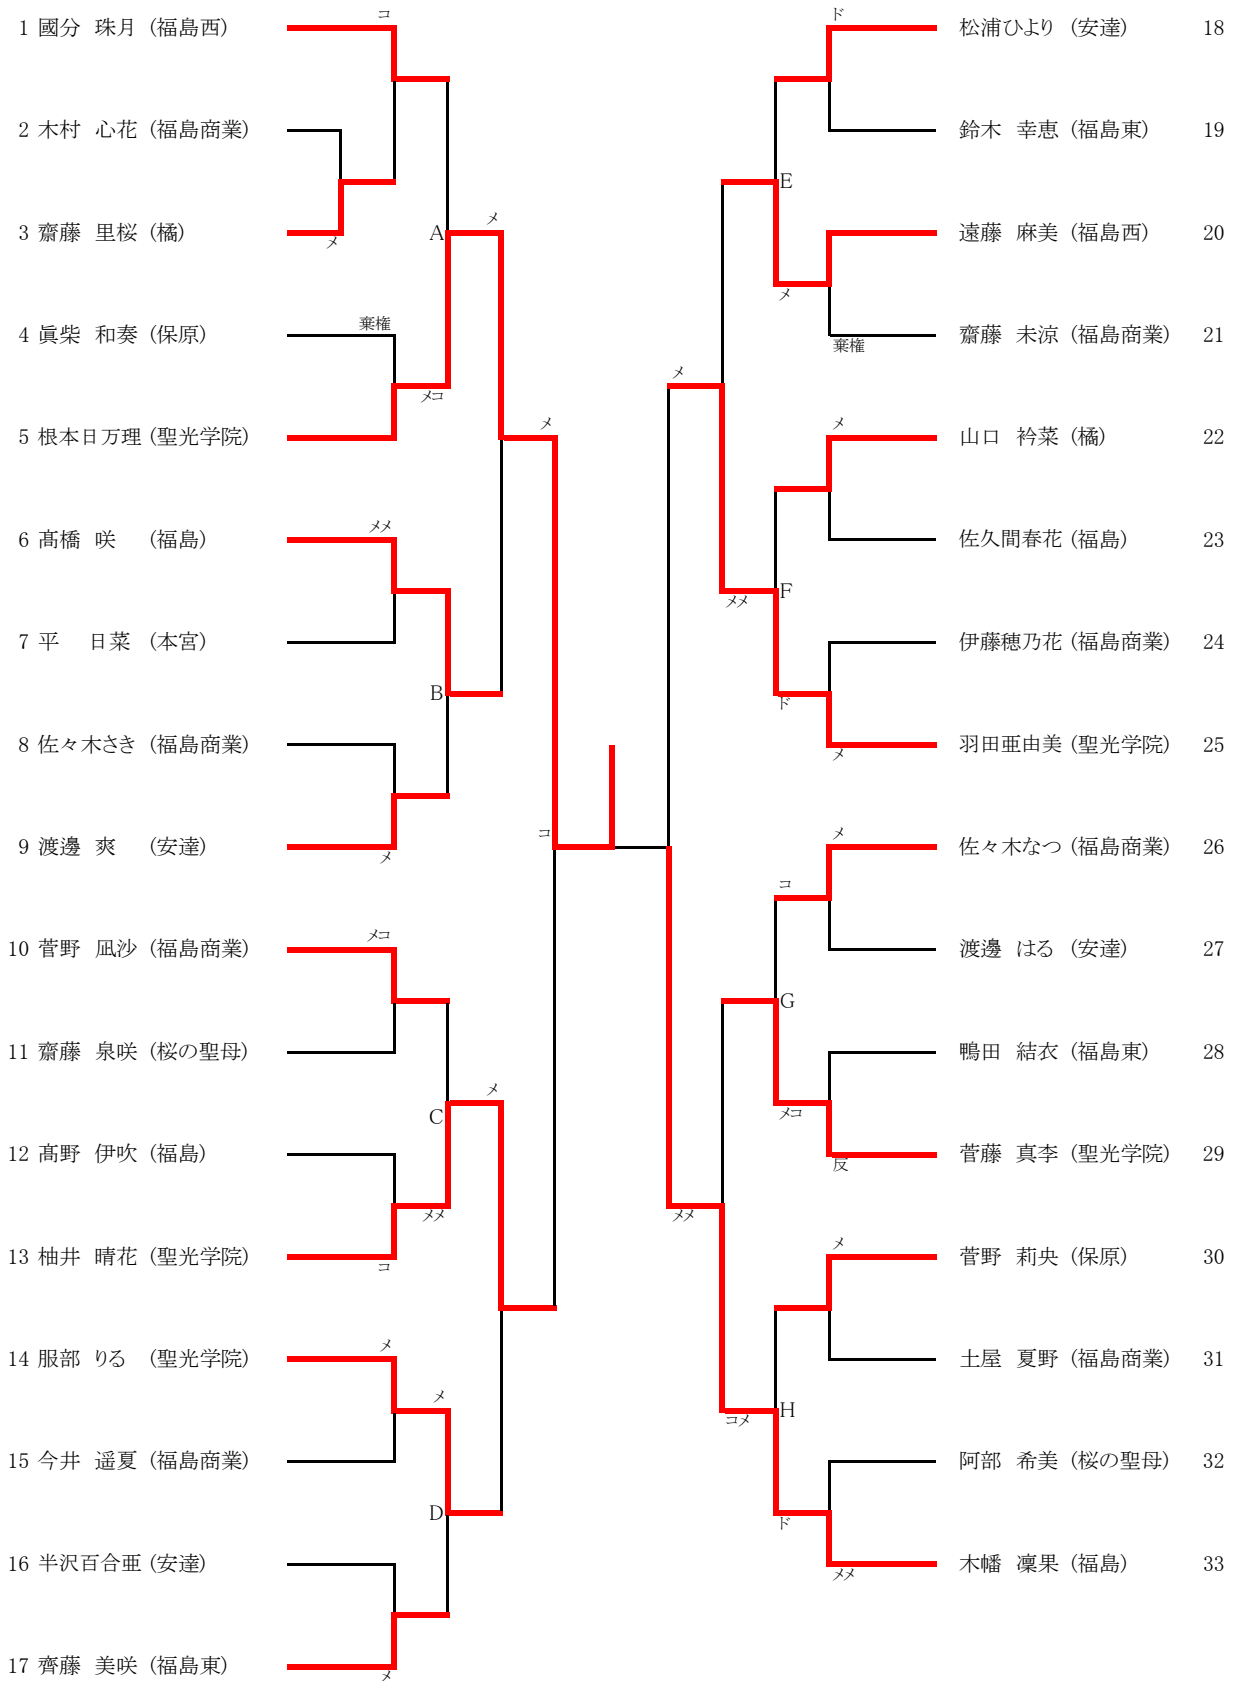 コ
1 國分 珠月 (福島西)
2 木村 心花 (福島商業)
3 齋藤 里桜 (橘)
メ
A
メ
棄権
4 眞柴 和奏 (保原)
メコ
5 根本日万理 (聖光学院)
メ
メメ
6 髙橋 咲 (福島)
7 平 日菜 (本宮)
B
8 佐々木さき (福島商業)
9 渡邊 爽 (安達)
メ
コ
メコ
10 菅野 凪沙 (福島商業)
11 齋藤 泉咲 (桜の聖母)
メ
C
12 髙野 伊吹 (福島)
メメ
13 柚井 晴花 (聖光学院)
コ
メ
14 服部 りる (聖光学院)
メ
15 今井 遥夏 (福島商業)
D
16 半沢百合亜 (安達)
17 齊藤 美咲 (福島東)
メ
ド
松浦ひより (安達) 18
鈴木 幸恵 (福島東) 19
E
遠藤 麻美 (福島西) 20
メ
齋藤 未涼 (福島商業) 21
棄権
メ
メ
山口 衿菜 (橘) 22
佐久間春花 (福島) 23
F
メメ
伊藤穂乃花 (福島商業) 24
ド
羽田亜由美 (聖光学院) 25
メ
メ
佐々木なつ (福島商業) 26
コ
渡邊 はる (安達) 27
G
鴨田 結衣 (福島東) 28
メコ
菅藤 真李 (聖光学院) 29
反
メメ
メ
菅野 莉央 (保原) 30
土屋 夏野 (福島商業) 31
H
コメ
阿部 希美 (桜の聖母) 32
ド
木幡 凜果 (福島) 33
メメ